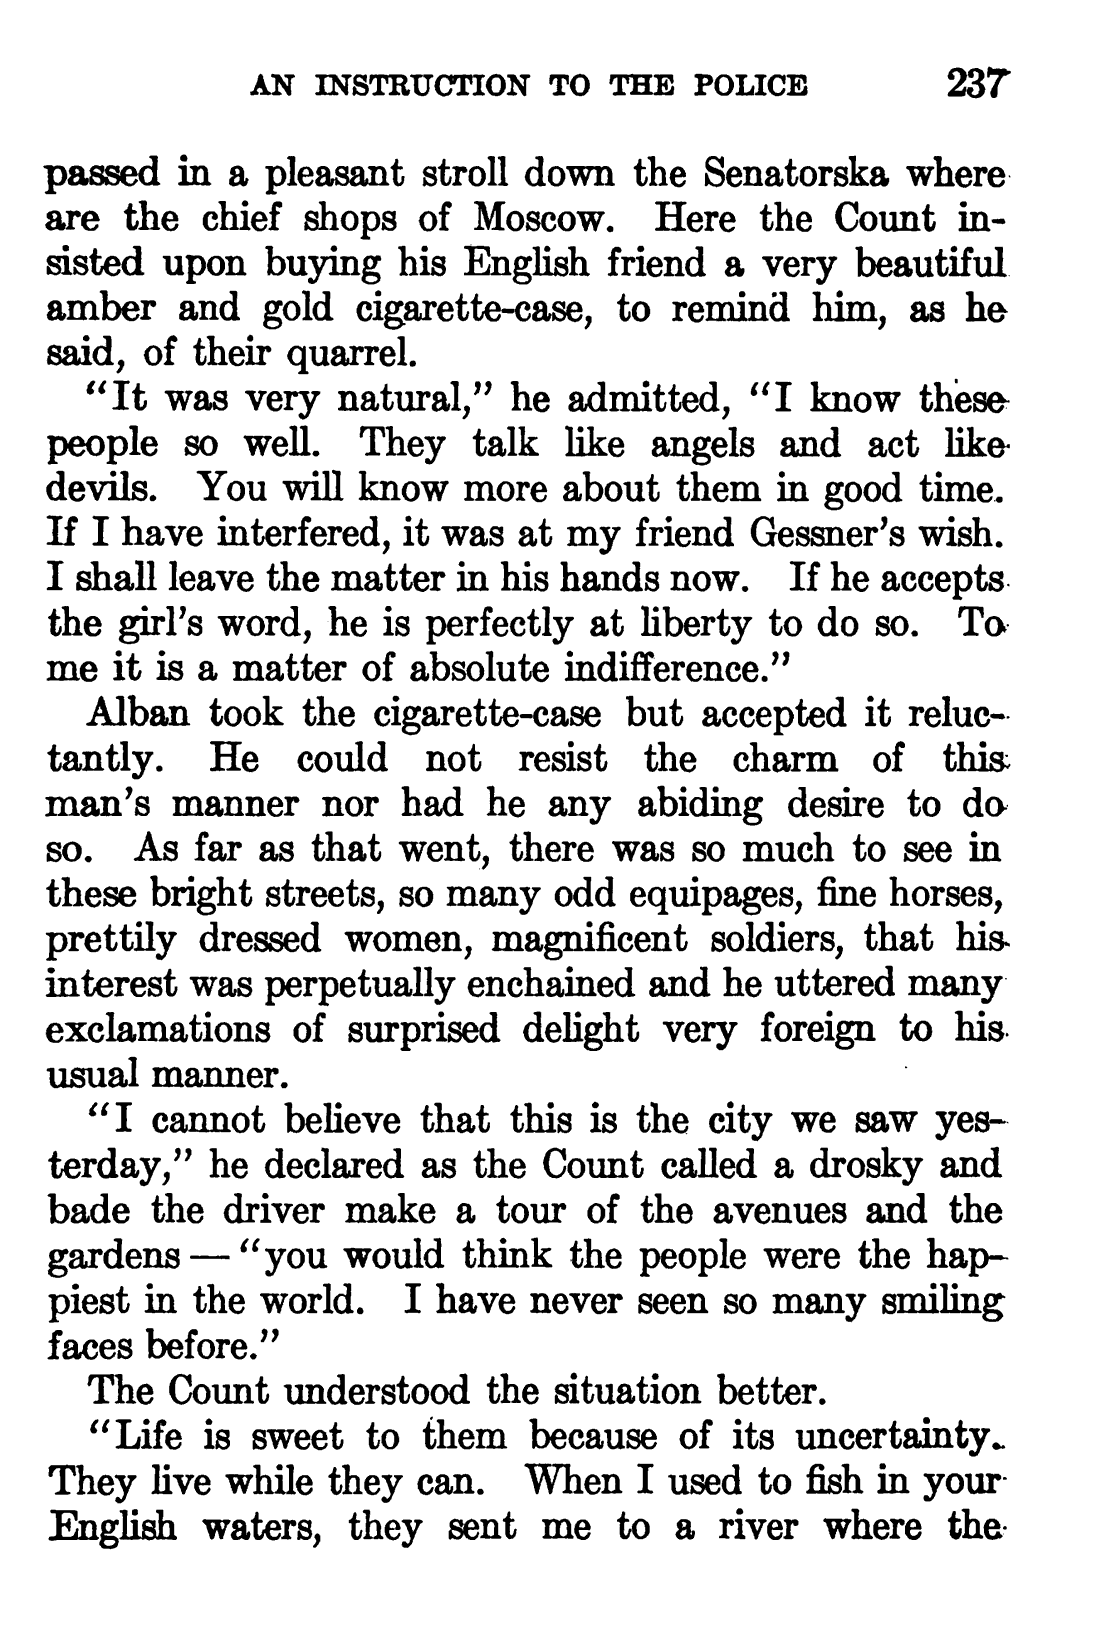 AN INSTRUCTION TO THE POLICE 237
passed in a pleasant stroll down the Senatorska where
are the chief shops of Moscow. Here the Count in-
sisted upon buying his English friend a very beautiful
amber and gold cigarette-case, to remind him, as he
said, of their quarrel.
“It was very natural,” he admitted, “I know these
people so well. They talk like angels and act like
devils. You will know more about them in good time.
If I have interfered, it was at my friend Gessner’s wish.
I shall leave the matter in his hands now. If he accepts
the girl’s word, he is perfectly at liberty to do so. To
me it is a matter of absolute indifference.”
Alban took the cigarette-case but accepted it reluc-
tantly. He could not resist the charm of this
man’s manner nor had he any abiding desire to do
so. As far as that went, there was so much to see in
these bright streets, so many odd equipages, fine horses,
prettily dressed women, magnificent soldiers, that his
interest was perpetually enchained and he uttered many
exclamations of surprised delight very foreign to his
usual manner.
“I cannot believe that this is the city we saw yes-
terday,” he declared as the Count called a drosky and
bade the driver make a tour of the avenues and the
gardens — “you would think the people were the hap-
piest in the world. I have never seen so many smiling
faces before.”
The Count understood the situation better.
“Life is sweet to them because of its uncertainty.
They live while they can. When I used to fish in your
English waters, they sent me to a river where the